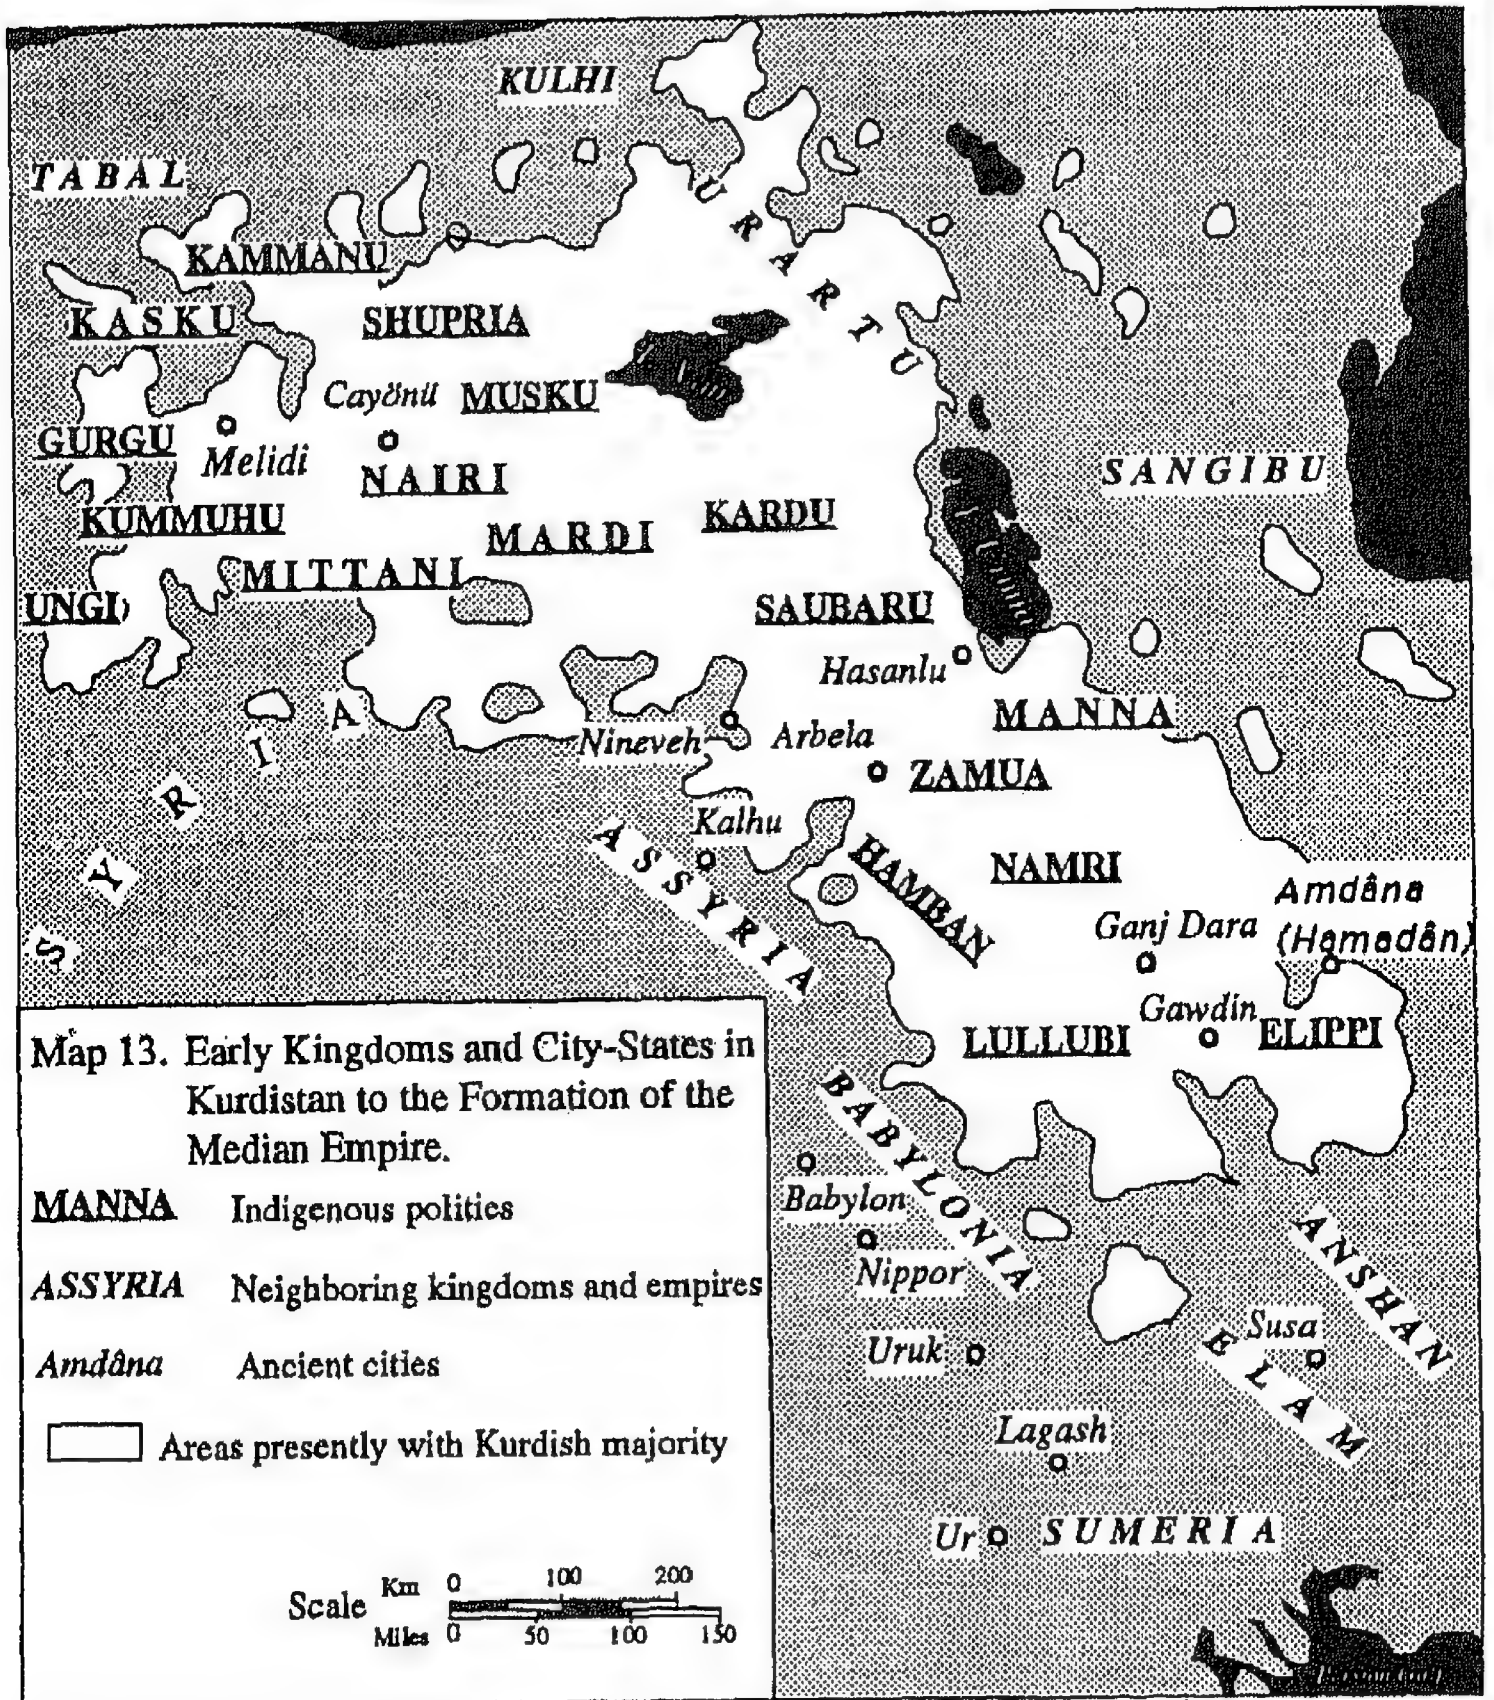 KULHI
TABAL
URARTU
KAMMANU
KASKU
SHUPRIA
Cayönü
MUSKU
GURGU
Melidi
SANGIBU
NAIRI
KUMMUHU
KARDU
MARDI
MITTANI
UNGI
SAUBARU
Hasanlu
SYRIA
MANNA
Nineveh
Arbela
ZAMUA
Kalhu
ASSYRIA
HAMBAN
NAMRI
Amdâna
(Hamadân)
Ganj Dara
Gawdin
LULLUBI
ELIPPI
BABYLONIA
Babylon
Nippor
ANSHAN
Susa
ELAM
Uruk
Lagash
Ur
SUMERIA
Map 13. Early Kingdoms and City-States in
Kurdistan to the Formation of the
Median Empire.
MANNA Indigenous polities
ASSYRIA Neighboring kingdoms and empires
Amdâna Ancient cities
Areas presently with Kurdish majority
Scale
Km 0 100 200
Miles 0 50 100 150